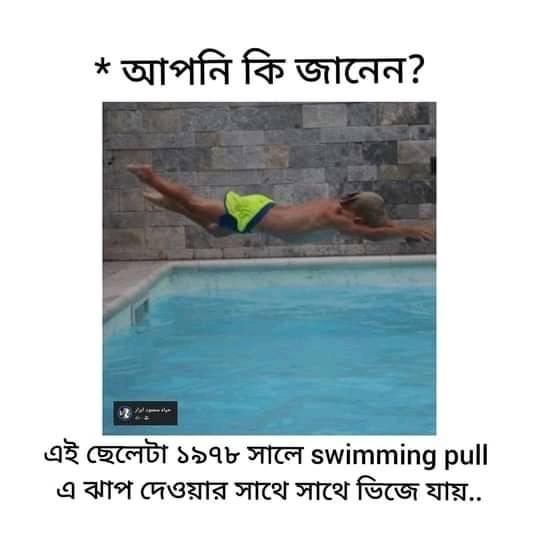 * আপনি কি জানেন?
এই ছেলেটা ১৯৭৮ সালে swimming pull
এ ঝাপ দেওয়ার সাথে সাথে ভিজে যায়..